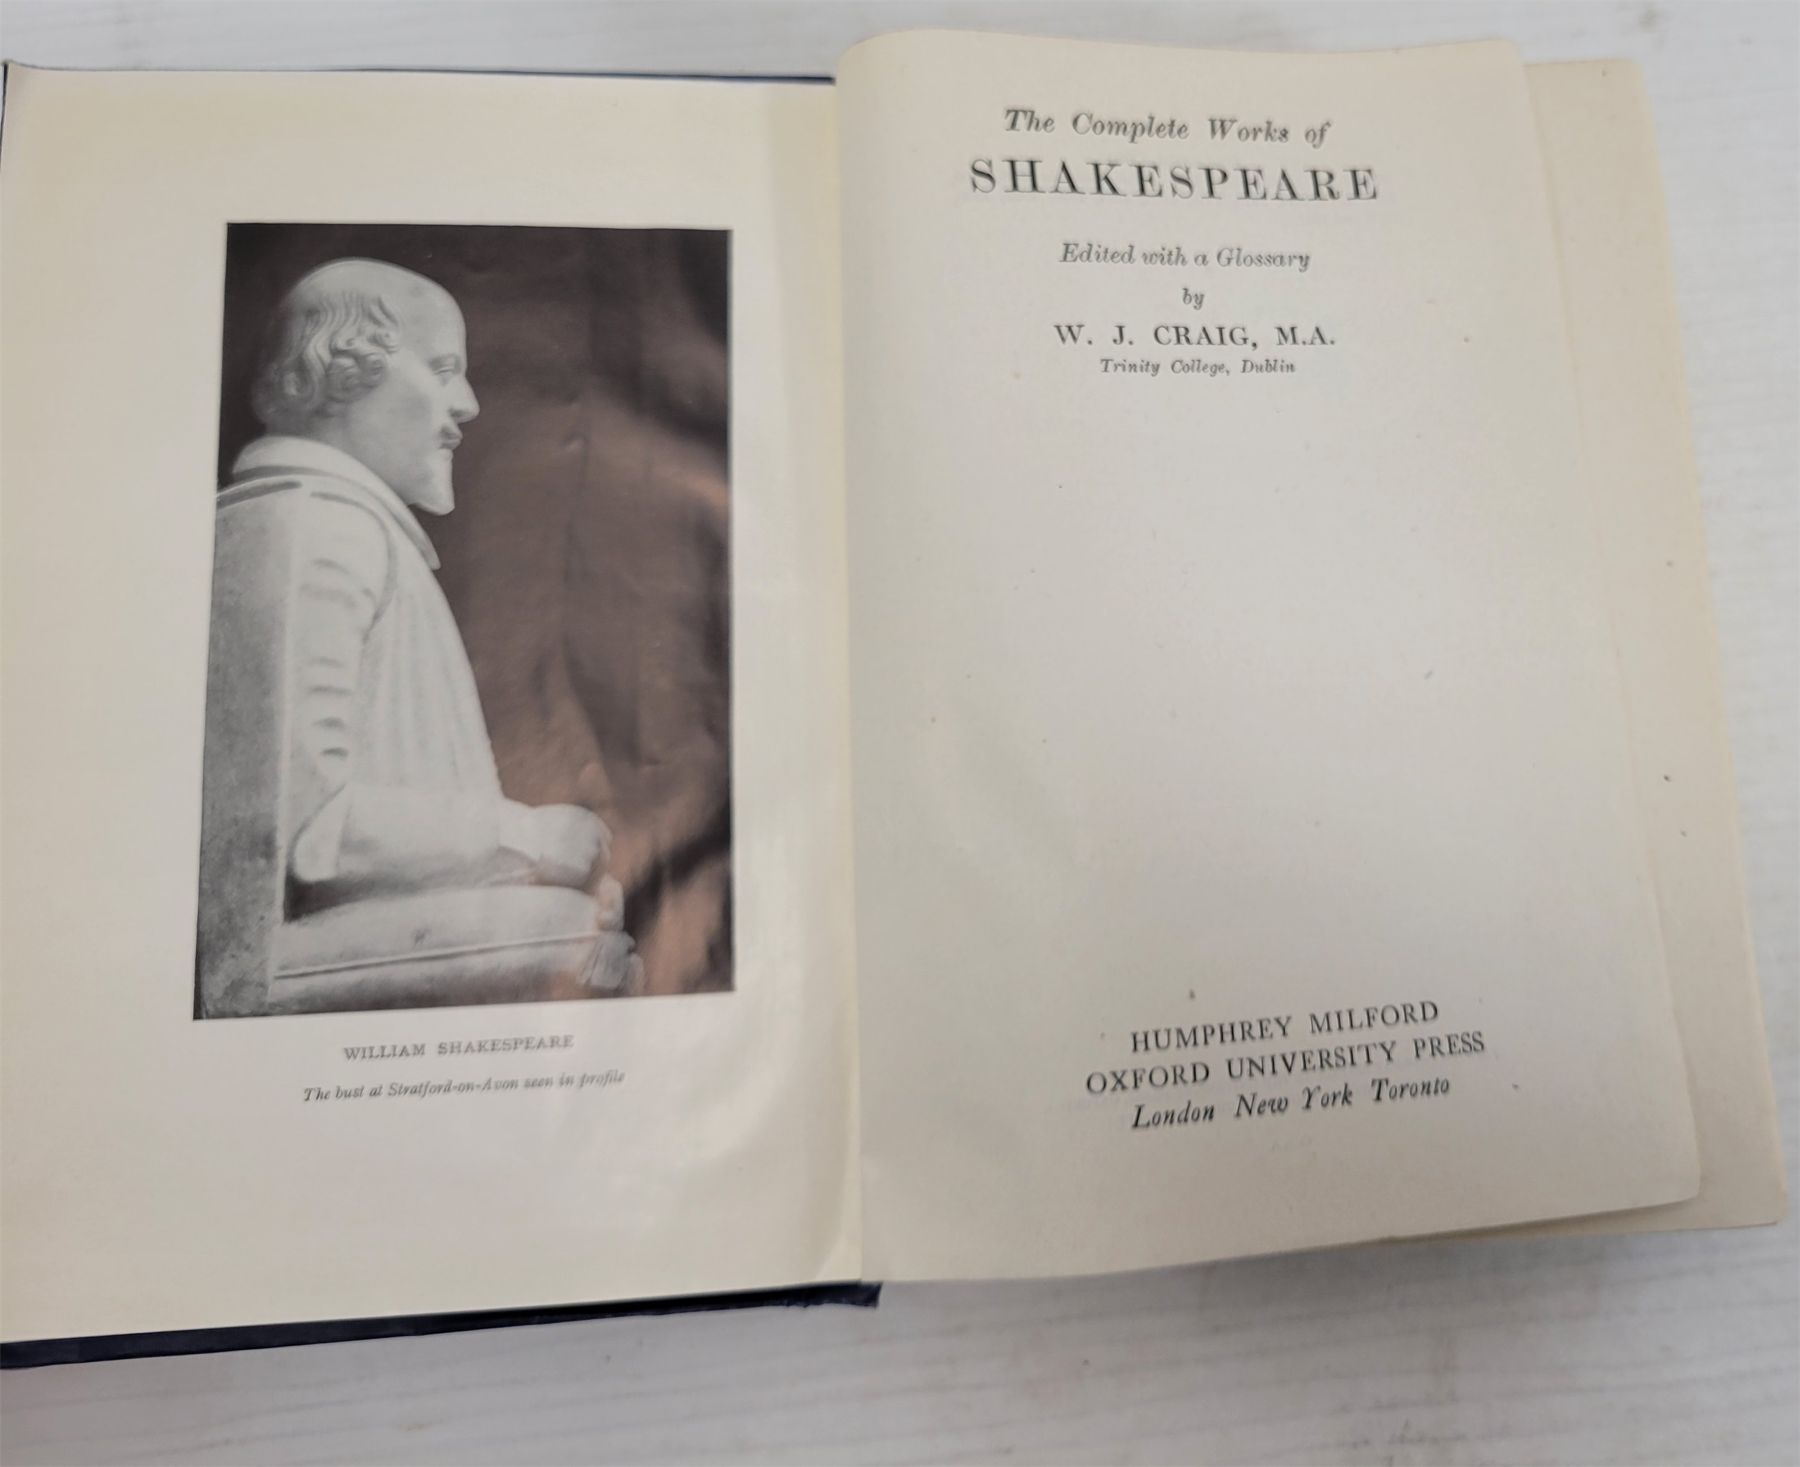 WILLIAM SHAKESPEARE
The bust at Stratford-on-Avon seen in profile
The Complete Works of
SHAKESPEARE
Edited with a Glossary
by
W. J. CRAIG, M.A.
Trinity College, Dublin
HUMPHREY MILFORD
OXFORD UNIVERSITY PRESS
London New York Toronto